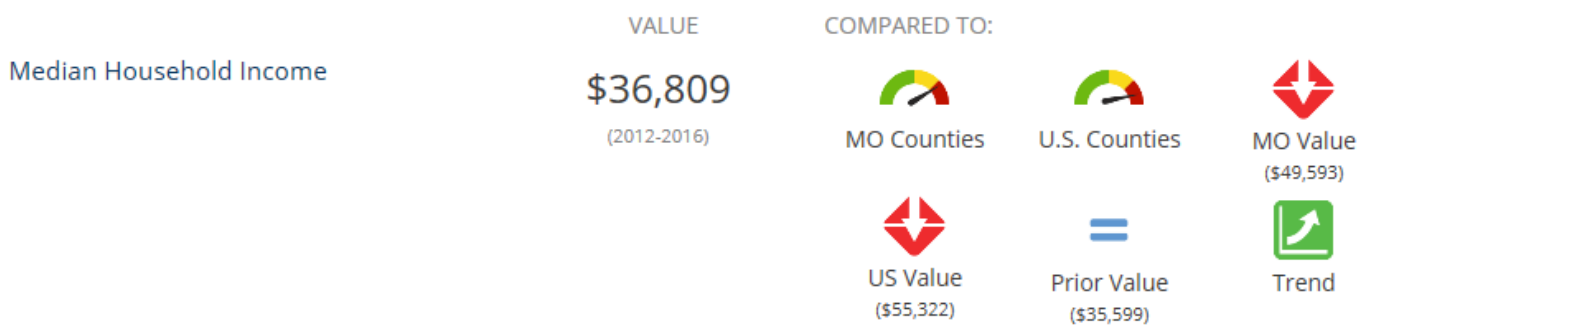 VALUE
COMPARED TO:
Median Household Income
$36,809
(2012-2016)
MO Counties
U.S. Counties
MO Value
($49,593)
US Value
($55,322)
Prior Value
($35,599)
Trend